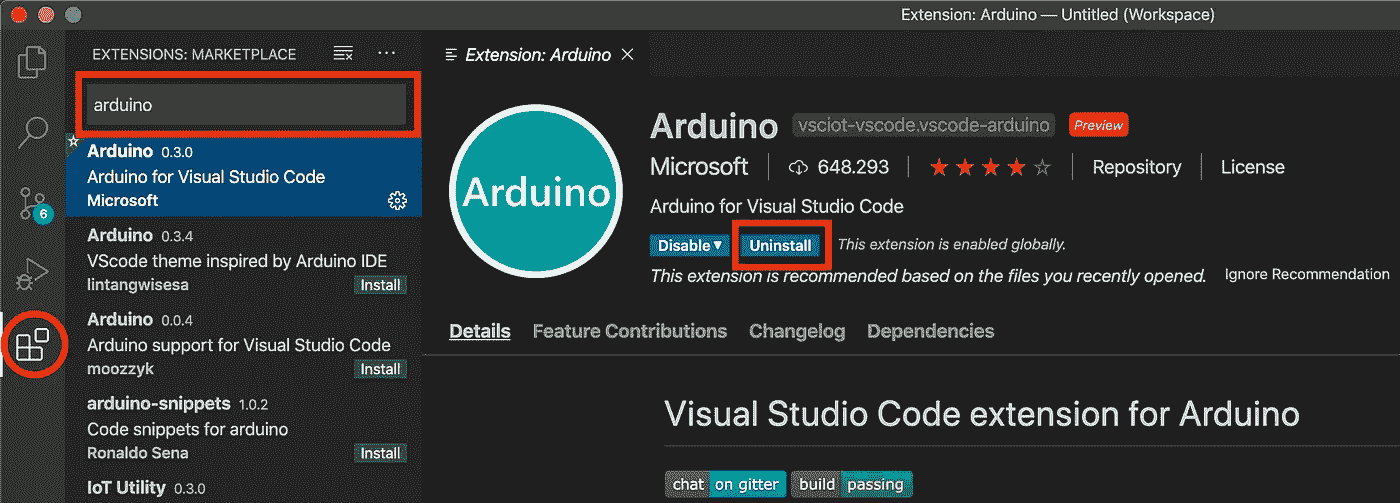 Extension: Arduino — Untitled (Workspace)
EXTENSIONS: MARKETPLACE
arduino
Arduino 0.3.0
Arduino for Visual Studio Code
Microsoft
Arduino 0.3.4
VScode theme inspired by Arduino IDE
lintangwisesa Install
Arduino 0.0.4
Arduino support for Visual Studio Code
moozzyk Install
arduino-snippets 1.0.2
Code snippets for arduino
Ronaldo Sena Install
IoT Utility 0.3.0
6
Extension: Arduino
Arduino
Arduino vsciot-vscode.vscode-arduino Preview
Microsoft 648.293 Repository License
Arduino for Visual Studio Code
Disable Uninstall This extension is enabled globally.
This extension is recommended based on the files you recently opened. Ignore Recommendation
Details Feature Contributions Changelog Dependencies
Visual Studio Code extension for Arduino
chat on gitter build passing